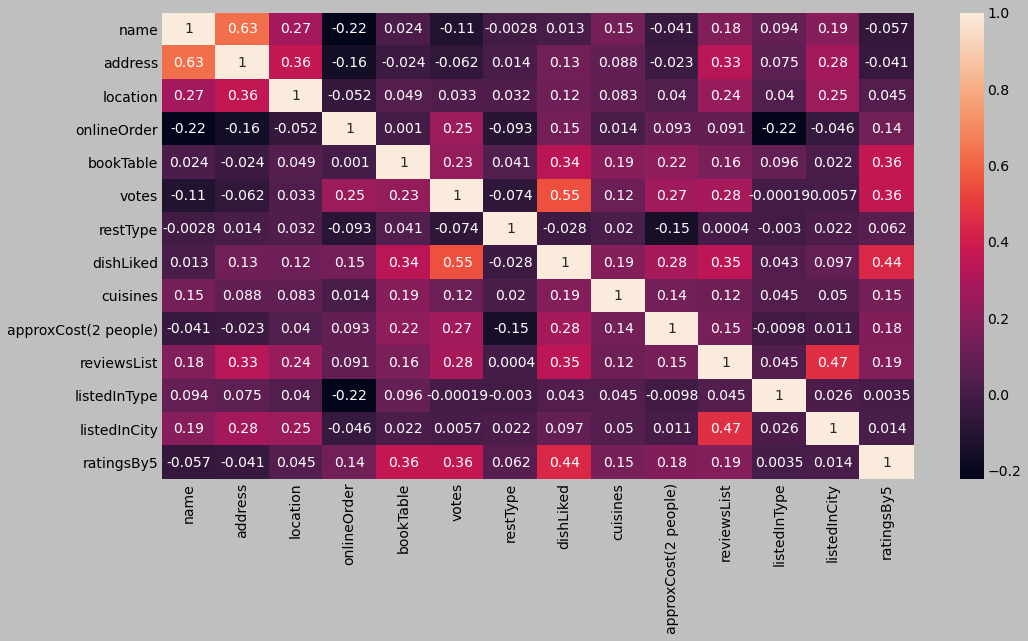 name 1 0.63 0.27 -0.22 0.024 -0.11 -0.0028 0.013 0.15 -0.041 0.18 0.094 0.19 -0.057
address 0.63 1 0.36 -0.16 -0.024 -0.062 0.014 0.13 0.088 -0.023 0.33 0.075 0.28 -0.041
location 0.27 0.36 1 -0.052 0.049 0.033 0.032 0.12 0.083 0.04 0.24 0.04 0.25 0.045
onlineOrder -0.22 -0.16 -0.052 1 0.001 0.25 -0.093 0.15 0.014 0.093 0.091 -0.22 -0.046 0.14
bookTable 0.024 -0.024 0.049 0.001 1 0.23 0.041 0.34 0.19 0.22 0.16 0.096 0.022 0.36
votes -0.11 -0.062 0.033 0.25 0.23 1 -0.074 0.55 0.12 0.27 0.28 -0.00019 0.0057 0.36
restType -0.0028 0.014 0.032 -0.093 0.041 -0.074 1 -0.028 0.02 -0.15 0.0004 -0.003 0.022 0.062
dishLiked 0.013 0.13 0.12 0.15 0.34 0.55 -0.028 1 0.19 0.28 0.35 0.043 0.097 0.44
cuisines 0.15 0.088 0.083 0.014 0.19 0.12 0.02 0.19 1 0.14 0.12 0.045 0.05 0.15
approxCost(2 people) -0.041 -0.023 0.04 0.093 0.22 0.27 -0.15 0.28 0.14 1 0.15 -0.0098 0.011 0.18
reviewsList 0.18 0.33 0.24 0.091 0.16 0.28 0.0004 0.35 0.12 0.15 1 0.045 0.47 0.19
listedInType 0.094 0.075 0.04 -0.22 0.096 -0.00019 -0.003 0.043 0.045 -0.0098 0.045 1 0.026 0.0035
listedInCity 0.19 0.28 0.25 -0.046 0.022 0.0057 0.022 0.097 0.05 0.011 0.47 0.026 1 0.014
ratingsBy5 -0.057 -0.041 0.045 0.14 0.36 0.36 0.062 0.44 0.15 0.18 0.19 0.0035 0.014 1
name
address
location
onlineOrder
bookTable
votes
restType
dishLiked
cuisines
approxCost(2 people)
reviewsList
listedInType
listedInCity
ratingsBy5
1.0
0.8
0.6
0.4
0.2
0.0
−0.2